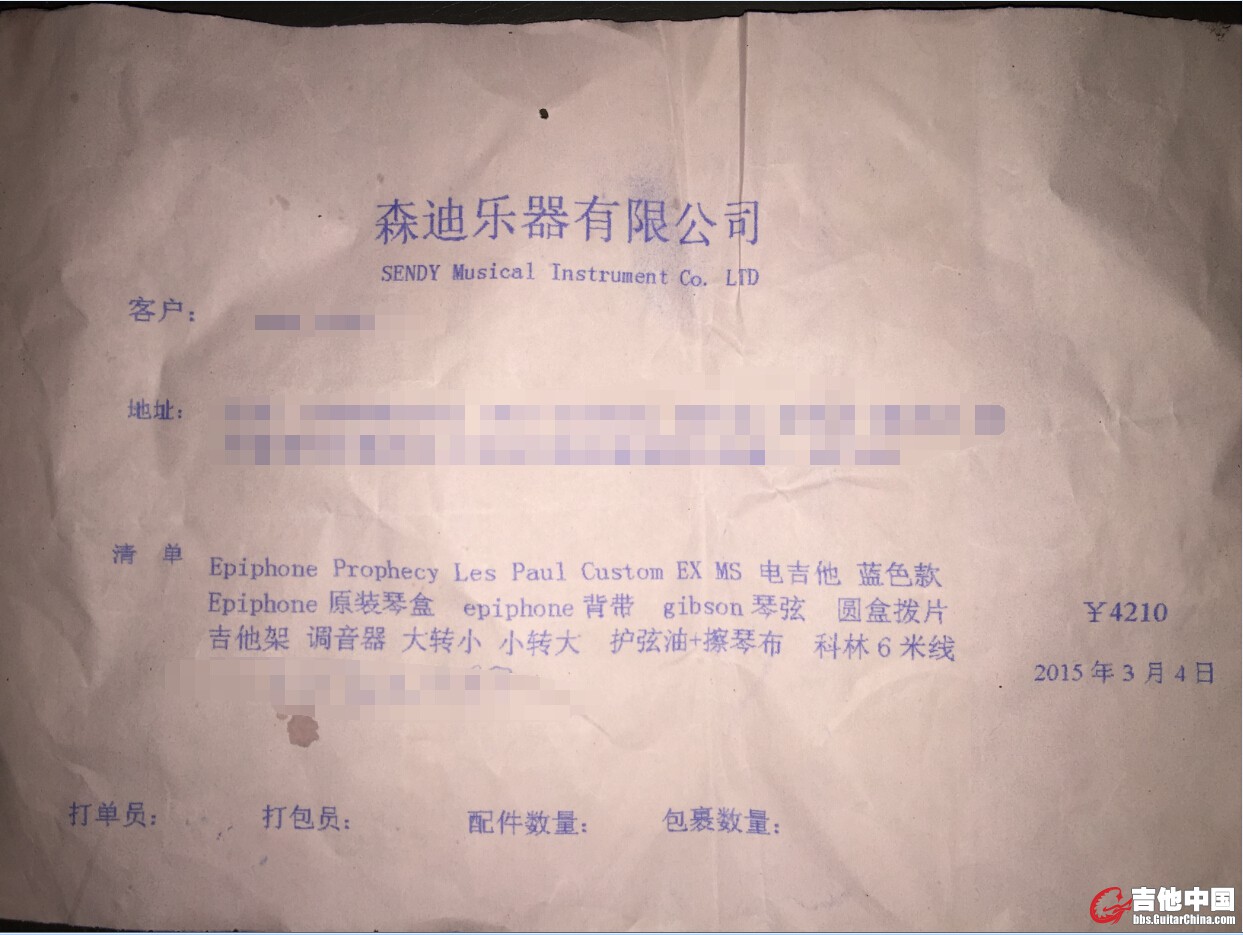 森迪乐器有限公司
SENDY Musical Instrument Co. LTD
客户：
地址：
清 单
Epiphone Prophecy Les Paul Custom EX MS 电吉他 蓝色款
Epiphone 原装琴盒 epiphone 背带 gibson 琴弦 圆盒拨片 ¥4210
吉他架 调音器 大转小 小转大 护弦油+擦琴布 科林 6 米线
2015 年 3 月 4 日
打单员： 打包员： 配件数量： 包裹数量：
吉他中国
bbs.GuitarChina.com